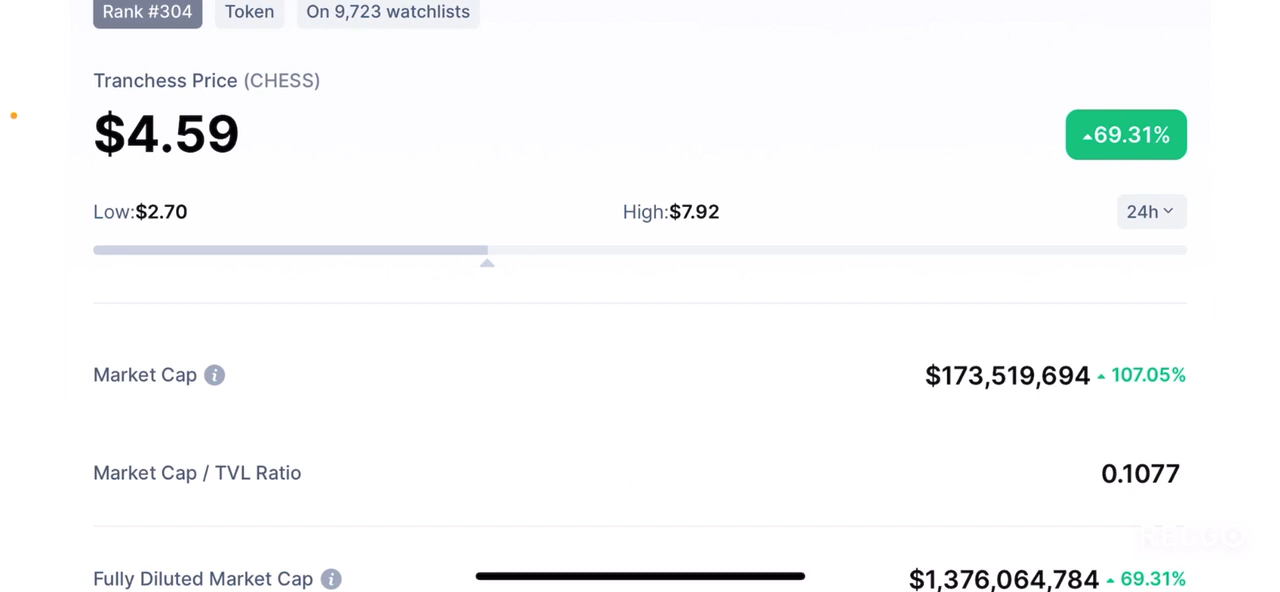 Rank #304 Token On 9,723 watchlists
Tranchess Price (CHESS)
$4.59 69.31%
Low:$2.70 High:$7.92 24h
Market Cap i $173,519,694 107.05%
Market Cap / TVL Ratio 0.1077
Fully Diluted Market Cap i $1,376,064,784 69.31%